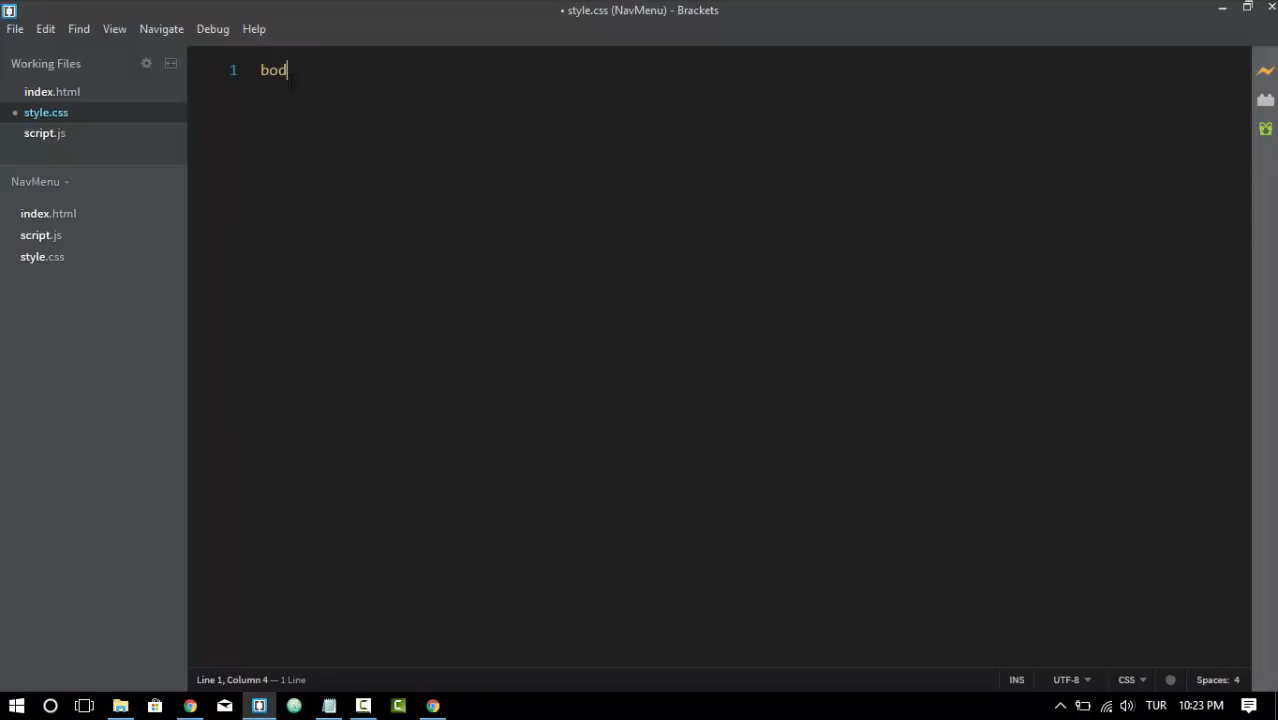 • style.css (NavMenu) - Brackets
File Edit Find View Navigate Debug Help
Working Files
index.html
style.css
script.js
NavMenu
index.html
script.js
style.css
1 bod
Line 1, Column 4 — 1 Line
INS UTF-8 CSS Spaces: 4
TUR 10:23 PM